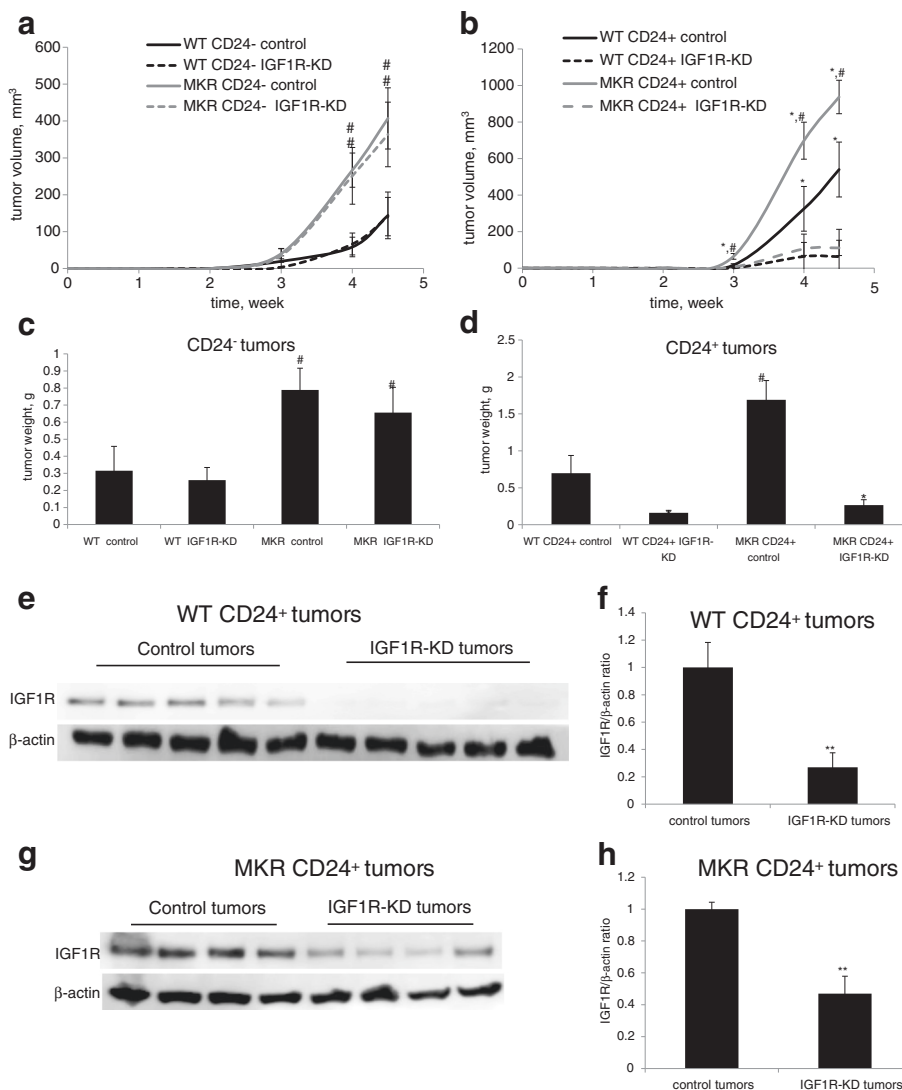 a
WT CD24- control
WT CD24- IGF1R-KD
MKR CD24- control
MKR CD24- IGF1R-KD
tumor volume, mm³
600
500
400
300
200
100
0
0 1 2 3 4 5
time, week
#
#
#
#
b
WT CD24+ control
WT CD24+ IGF1R-KD
MKR CD24+ control
MKR CD24+ IGF1R-KD
tumor volume, mm³
1200
1000
800
600
400
200
0
0 1 2 3 4 5
time, week
*,#
*,#
*
*,#
*
c
CD24⁻ tumors
tumor weight, g
1
0.9
0.8
0.7
0.6
0.5
0.4
0.3
0.2
0.1
0
#
#
WT control WT IGF1R-KD MKR control MKR IGF1R-KD
d
CD24⁺ tumors
tumor weight, g
2.5
2
1.5
1
0.5
0
#
*
WT CD24+ control WT CD24+ IGF1R- MKR CD24+ MKR CD24+
KD control IGF1R-KD
e
WT CD24⁺ tumors
Control tumors IGF1R-KD tumors
IGF1R
β-actin
f
WT CD24⁺ tumors
IGF1R/β-actin ratio
1.4
1.2
1
0.8
0.6
0.4
0.2
0
**
control tumors IGF1R-KD tumors
g
MKR CD24⁺ tumors
Control tumors IGF1R-KD tumors
IGF1R
β-actin
h
MKR CD24⁺ tumors
IGF1R/β-actin ratio
1.2
1
0.8
0.6
0.4
0.2
0
**
control tumors IGF1R-KD tumors